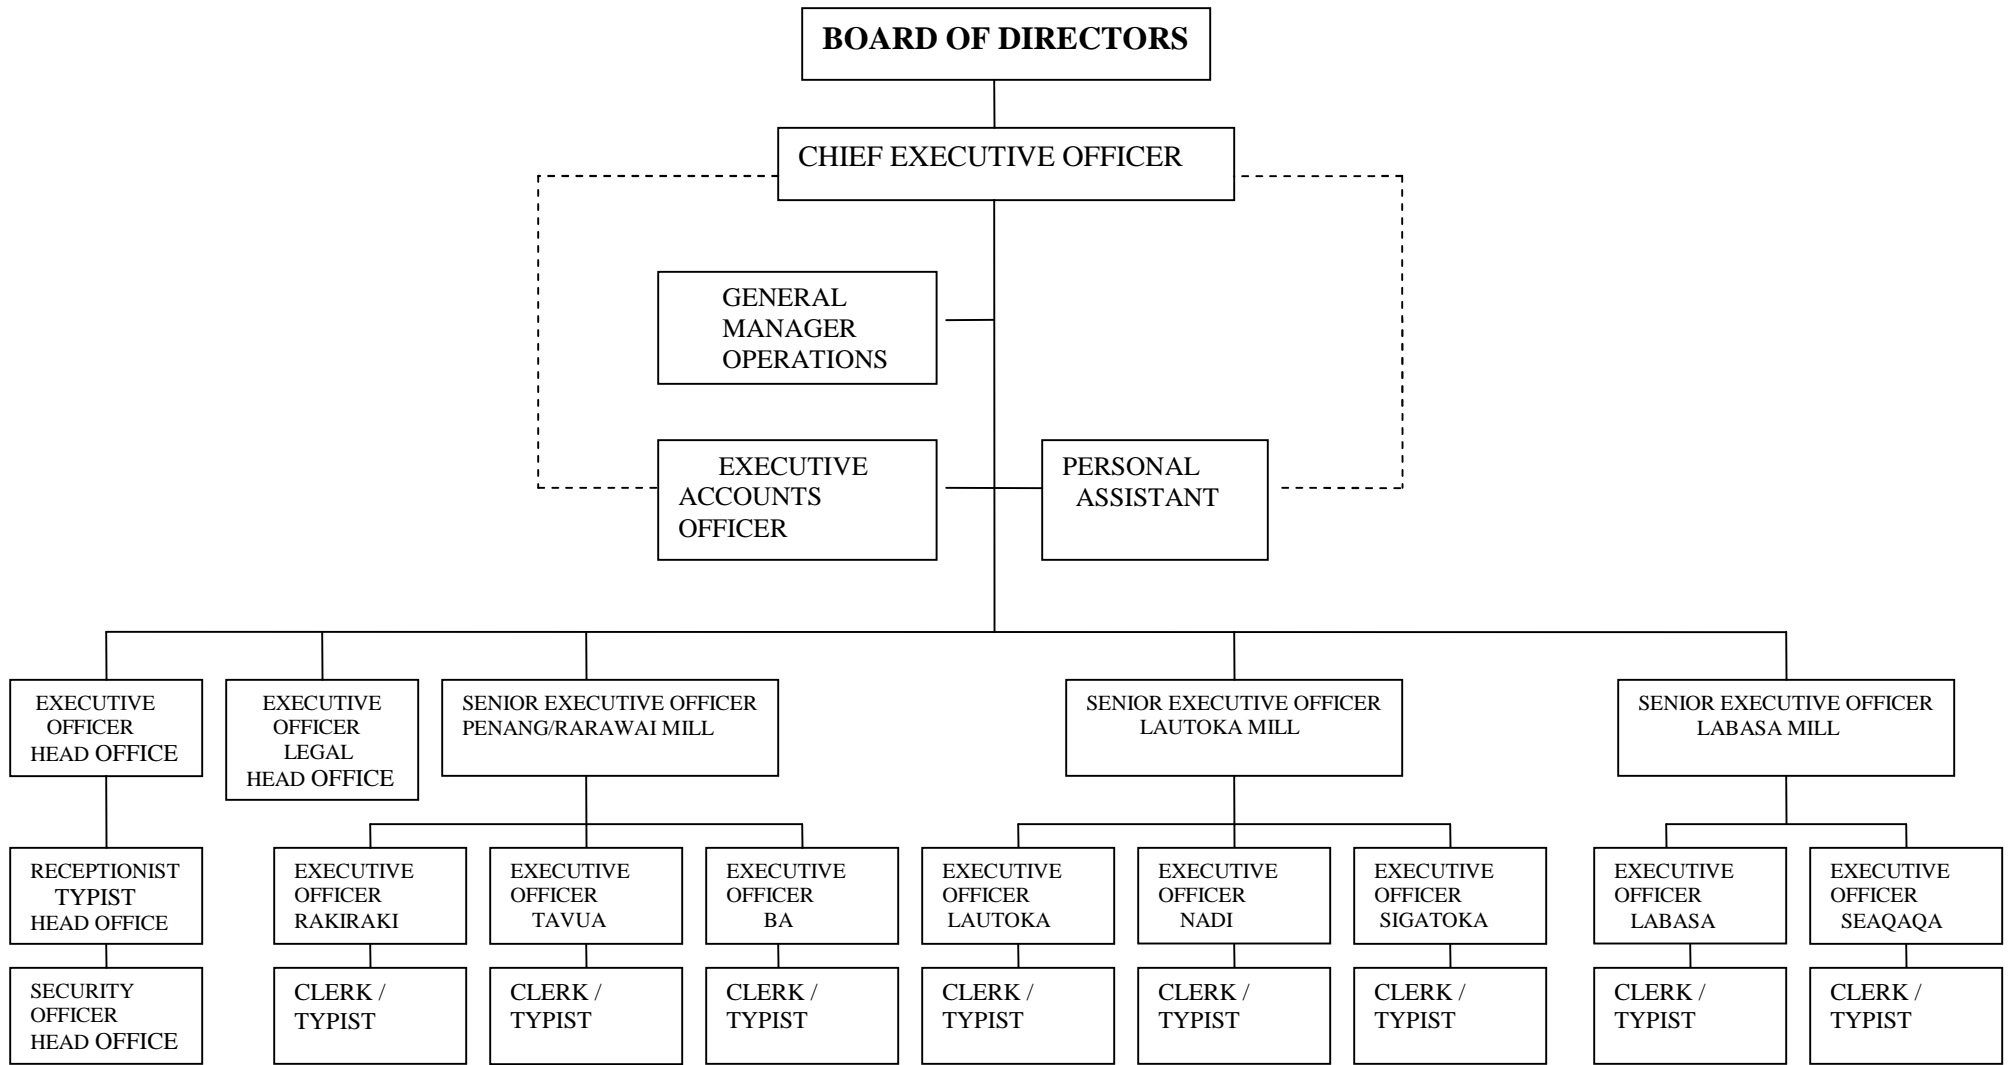 BOARD OF DIRECTORS
CHIEF EXECUTIVE OFFICER
GENERAL
MANAGER
OPERATIONS
EXECUTIVE
ACCOUNTS
OFFICER
PERSONAL
ASSISTANT
EXECUTIVE
OFFICER
HEAD OFFICE
EXECUTIVE
OFFICER
LEGAL
HEAD OFFICE
SENIOR EXECUTIVE OFFICER
PENANG/RARAWAI MILL
SENIOR EXECUTIVE OFFICER
LAUTOKA MILL
SENIOR EXECUTIVE OFFICER
LABASA MILL
RECEPTIONIST
TYPIST
HEAD OFFICE
EXECUTIVE
OFFICER
RAKIRAKI
EXECUTIVE
OFFICER
TAVUA
EXECUTIVE
OFFICER
BA
EXECUTIVE
OFFICER
LAUTOKA
EXECUTIVE
OFFICER
NADI
EXECUTIVE
OFFICER
SIGATOKA
EXECUTIVE
OFFICER
LABASA
EXECUTIVE
OFFICER
SEAQAQA
SECURITY
OFFICER
HEAD OFFICE
CLERK /
TYPIST
CLERK /
TYPIST
CLERK /
TYPIST
CLERK /
TYPIST
CLERK /
TYPIST
CLERK /
TYPIST
CLERK /
TYPIST
CLERK /
TYPIST